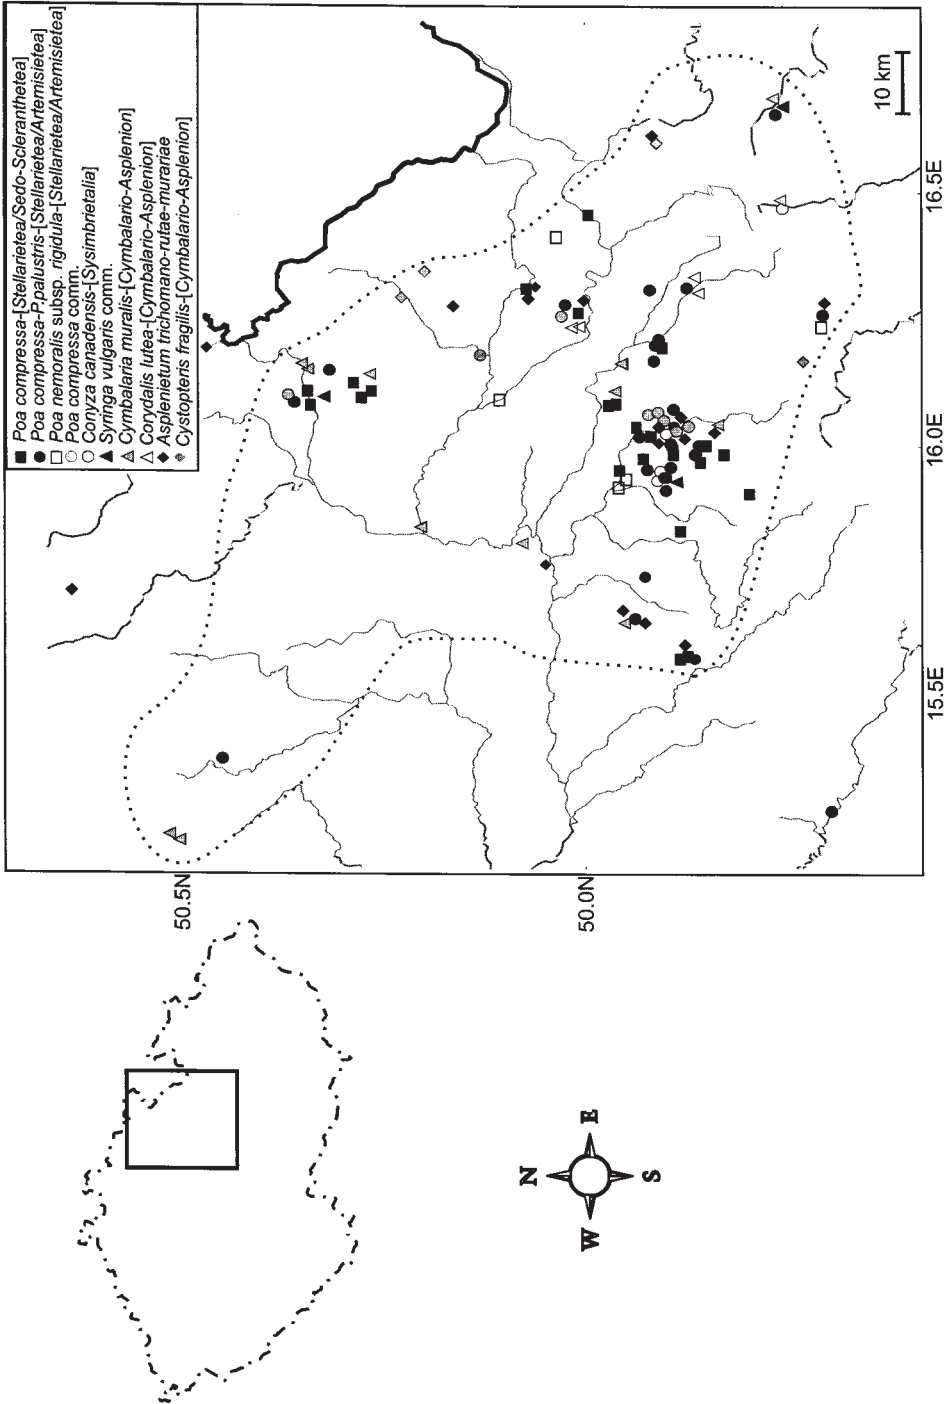 Poa compressa-[Stellarietea/Sedo-Scleranthetea]
Poa compressa-P.palustris-[Stellarietea/Artemisietea]
Poa nemoralis subsp. rigidula-[Stellarietea/Artemisietea]
Poa compressa comm.
Conyza canadensis-[Sysimbrietalia]
Syringa vulgaris comm.
Cymbalaria muralis-[Cymbalario-Asplenion]
Corydalis lutea-[Cymbalario-Asplenion]
Asplenietum trichomano-rutae-murariae
Cystopteris fragilis-[Cymbalario-Asplenion]
10 km
50.5N
50.0N
15.5E
16.0E
16.5E
N
W
E
S